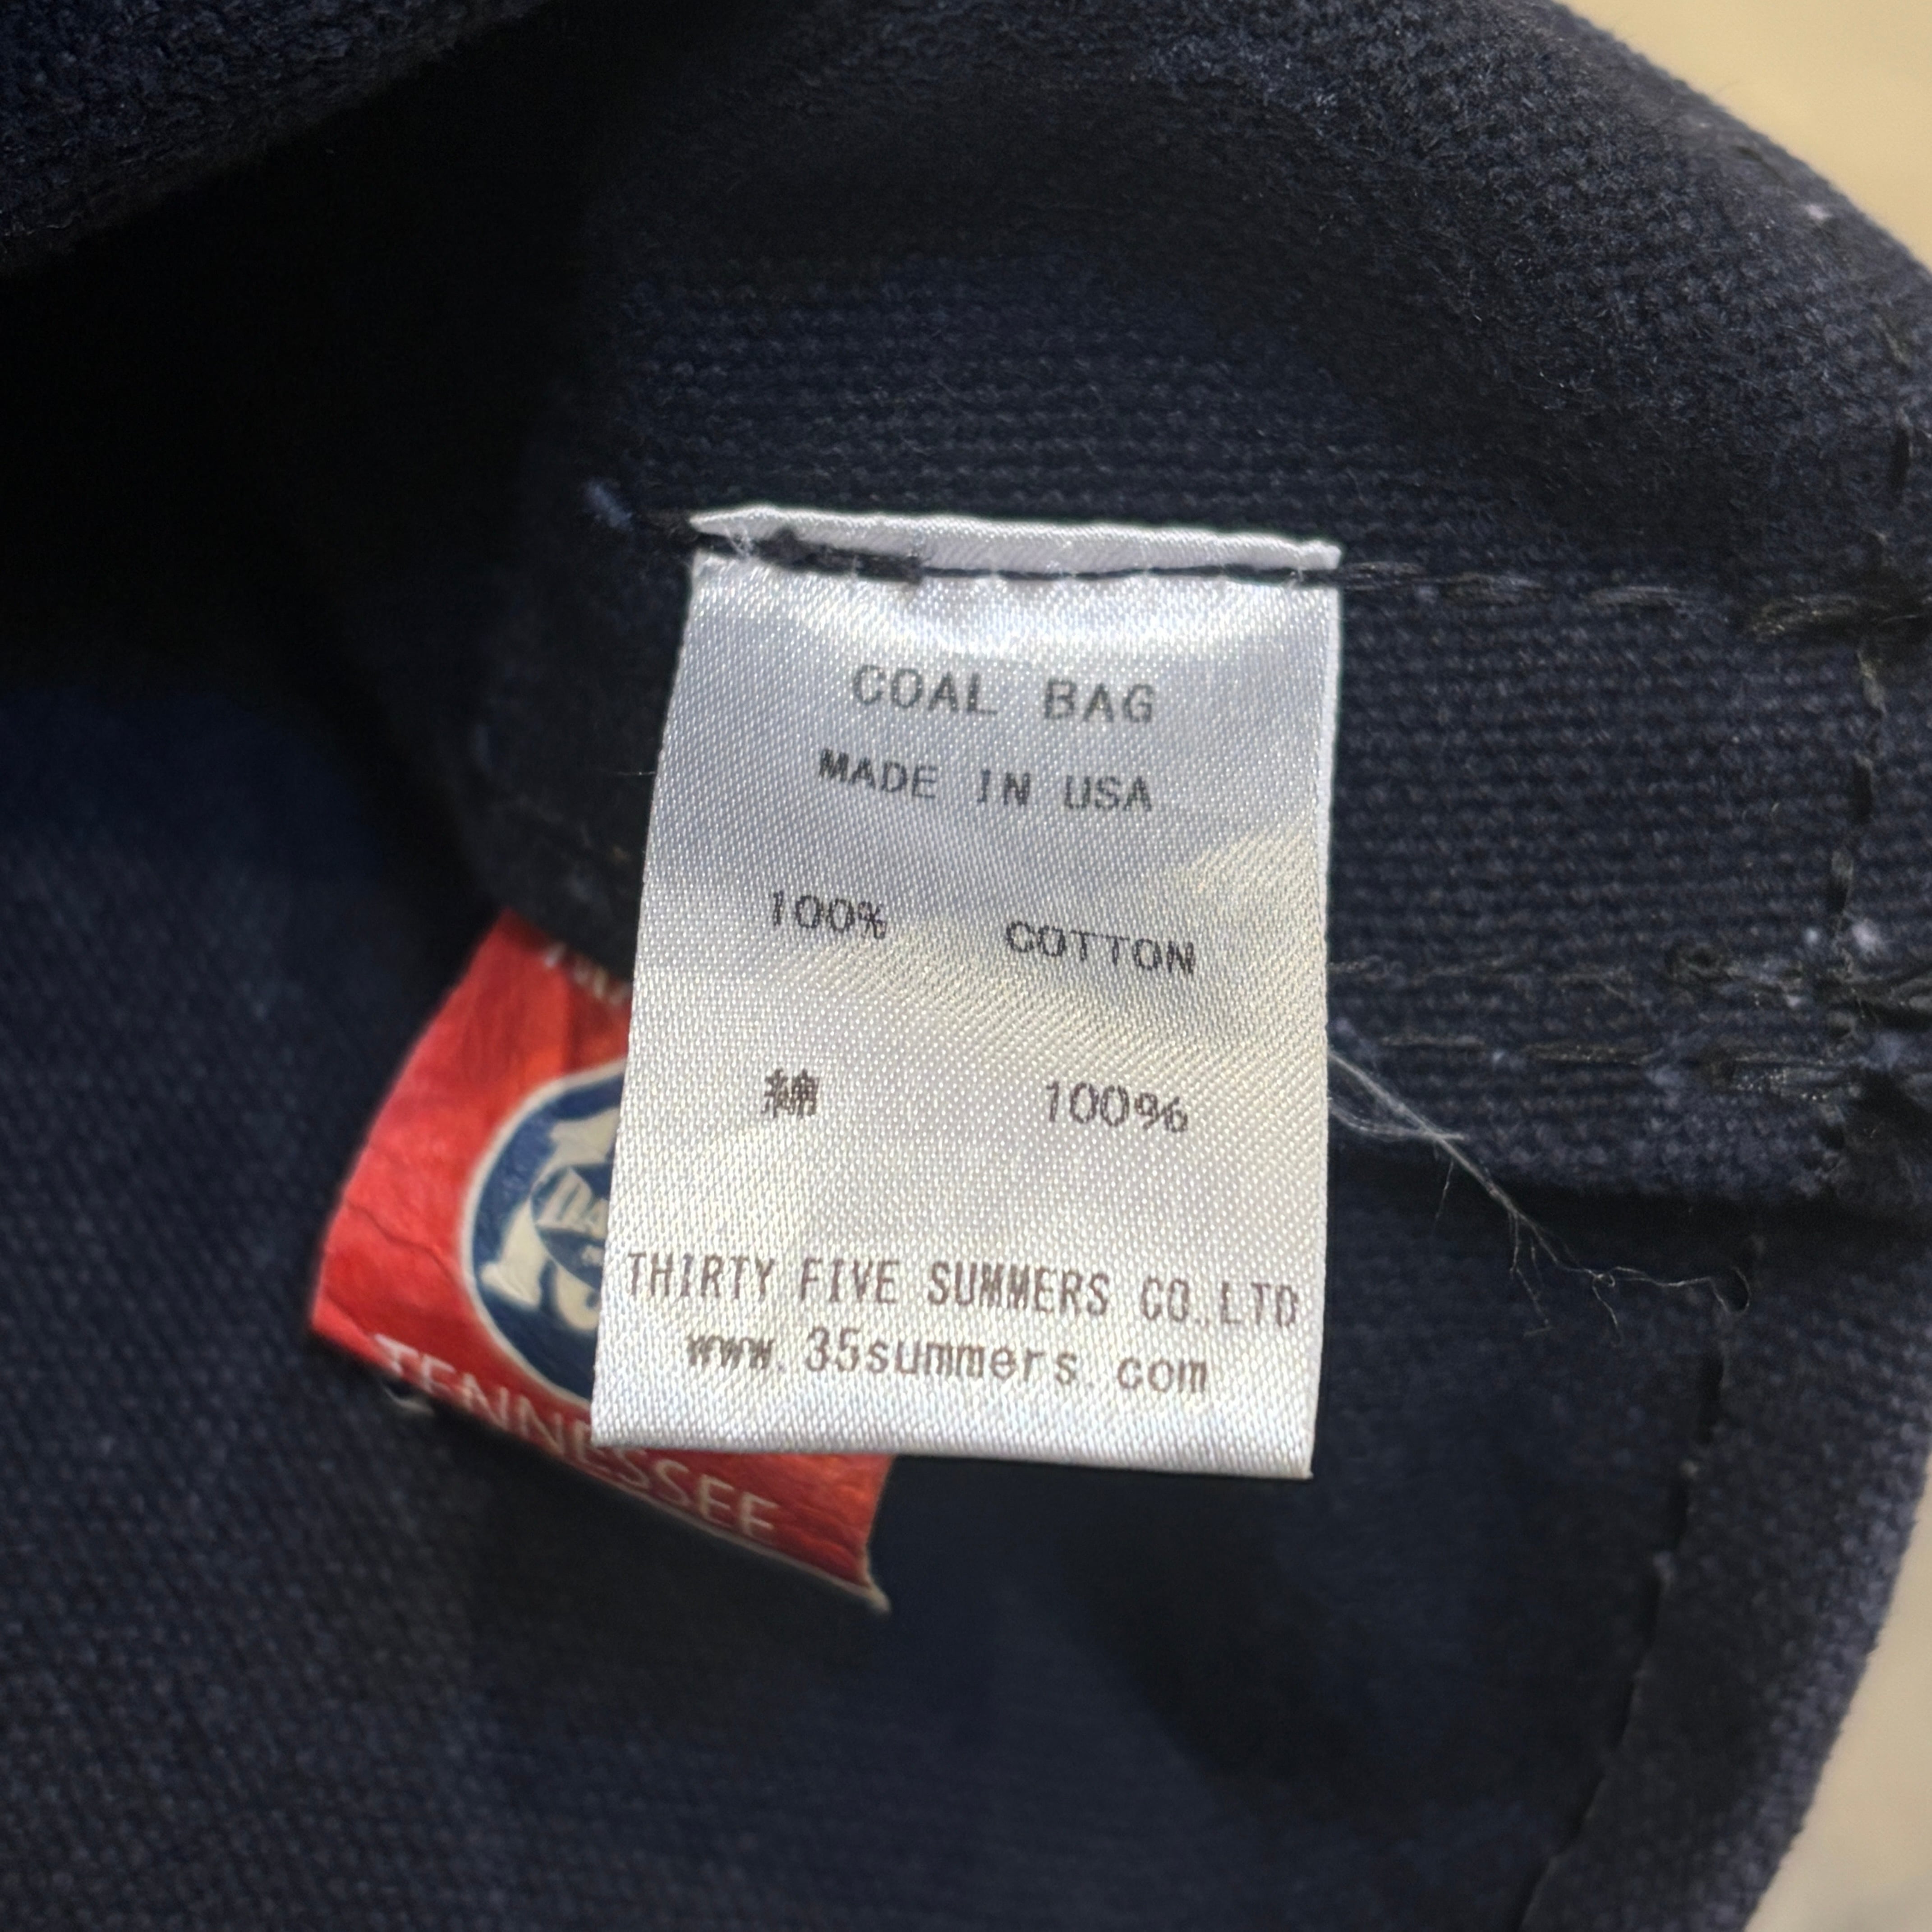 COAL BAG
MADE IN USA
100% COTTON
綿 100%
THIRTY FIVE SUMMERS CO.,LTD
www.35summers.com
TENNESSEE